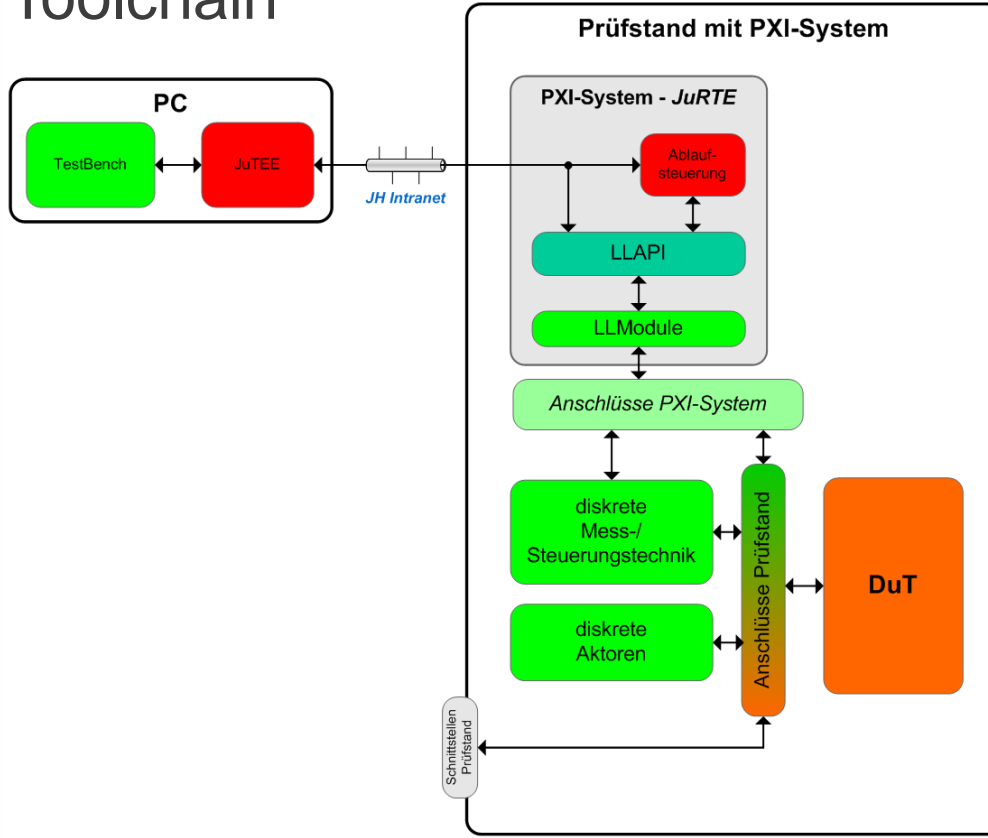 Toolchain
Prüfstand mit PXI-System
PC
TestBench
JuTEE
JH Intranet
PXI-System - JuRTE
Ablauf-
steuerung
LLAPI
LLModule
Anschlüsse PXI-System
diskrete
Mess-/
Steuerungstechnik
diskrete
Aktoren
Anschlüsse Prüfstand
DuT
Schnittstellen
Prüfstand